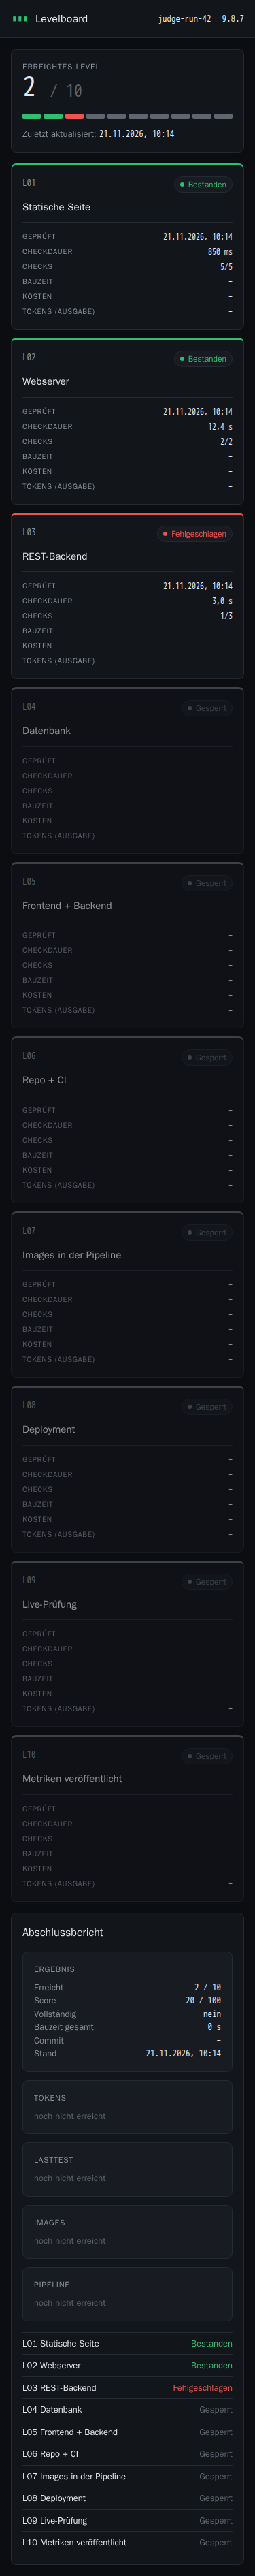 Levelboard judge-run-42 9.8.7
ERREICHTES LEVEL
2 / 10
Zuletzt aktualisiert: 21.11.2026, 10:14
L01 Bestanden
Statische Seite
GEPRÜFT 21.11.2026, 10:14
CHECKDAUER 850 ms
CHECKS 5/5
BAUZEIT –
KOSTEN –
TOKENS (AUSGABE) –
L02 Bestanden
Webserver
GEPRÜFT 21.11.2026, 10:14
CHECKDAUER 12,4 s
CHECKS 2/2
BAUZEIT –
KOSTEN –
TOKENS (AUSGABE) –
L03 Fehlgeschlagen
REST-Backend
GEPRÜFT 21.11.2026, 10:14
CHECKDAUER 3,0 s
CHECKS 1/3
BAUZEIT –
KOSTEN –
TOKENS (AUSGABE) –
L04 Gesperrt
Datenbank
GEPRÜFT –
CHECKDAUER –
CHECKS –
BAUZEIT –
KOSTEN –
TOKENS (AUSGABE) –
L05 Gesperrt
Frontend + Backend
GEPRÜFT –
CHECKDAUER –
CHECKS –
BAUZEIT –
KOSTEN –
TOKENS (AUSGABE) –
L06 Gesperrt
Repo + CI
GEPRÜFT –
CHECKDAUER –
CHECKS –
BAUZEIT –
KOSTEN –
TOKENS (AUSGABE) –
L07 Gesperrt
Images in der Pipeline
GEPRÜFT –
CHECKDAUER –
CHECKS –
BAUZEIT –
KOSTEN –
TOKENS (AUSGABE) –
L08 Gesperrt
Deployment
GEPRÜFT –
CHECKDAUER –
CHECKS –
BAUZEIT –
KOSTEN –
TOKENS (AUSGABE) –
L09 Gesperrt
Live-Prüfung
GEPRÜFT –
CHECKDAUER –
CHECKS –
BAUZEIT –
KOSTEN –
TOKENS (AUSGABE) –
L10 Gesperrt
Metriken veröffentlicht
GEPRÜFT –
CHECKDAUER –
CHECKS –
BAUZEIT –
KOSTEN –
TOKENS (AUSGABE) –
Abschlussbericht
ERGEBNIS
Erreicht 2 / 10
Score 20 / 100
Vollständig nein
Bauzeit gesamt 0 s
Commit –
Stand 21.11.2026, 10:14
TOKENS
noch nicht erreicht
LASTTEST
noch nicht erreicht
IMAGES
noch nicht erreicht
PIPELINE
noch nicht erreicht
L01 Statische Seite Bestanden
L02 Webserver Bestanden
L03 REST-Backend Fehlgeschlagen
L04 Datenbank Gesperrt
L05 Frontend + Backend Gesperrt
L06 Repo + CI Gesperrt
L07 Images in der Pipeline Gesperrt
L08 Deployment Gesperrt
L09 Live-Prüfung Gesperrt
L10 Metriken veröffentlicht Gesperrt